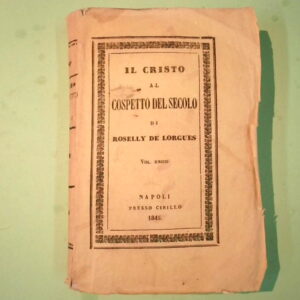 IL CRISTO
AL
COSPETTO DEL SECOLO
DI
ROSELLY DE LORGUES
VOL. UNICO
NAPOLI
PRESSO CIRILLO